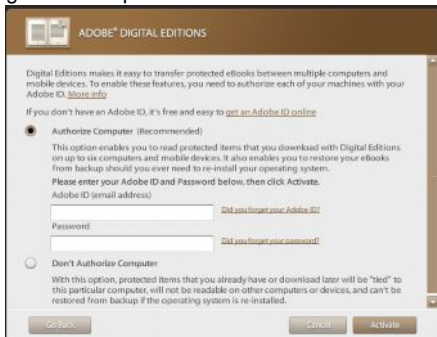 ADOBE® DIGITAL EDITIONS
Digital Editions makes it easy to transfer protected eBooks between multiple computers and
mobile devices. To enable these features, you need to authorize each of your machines with your
Adobe ID. More info
If you don't have an Adobe ID, it's free and easy to get an Adobe ID online
Authorize Computer (Recommended)
This option enables you to read protected items that you download with Digital Editions
on up to six computers and mobile devices. It also enables you to restore your eBooks
from backup should you ever need to re-install your operating system.
Please enter your Adobe ID and Password below, then click Activate.
Adobe ID (email address)
Did you forget your Adobe ID?
Password
Did you forget your password?
Don't Authorize Computer
With this option, protected items that you already have or download later will be "tied" to
this particular computer, will not be readable on other computers or devices, and can't be
restored from backup if the operating system is re-installed.
Go Back Cancel Activate